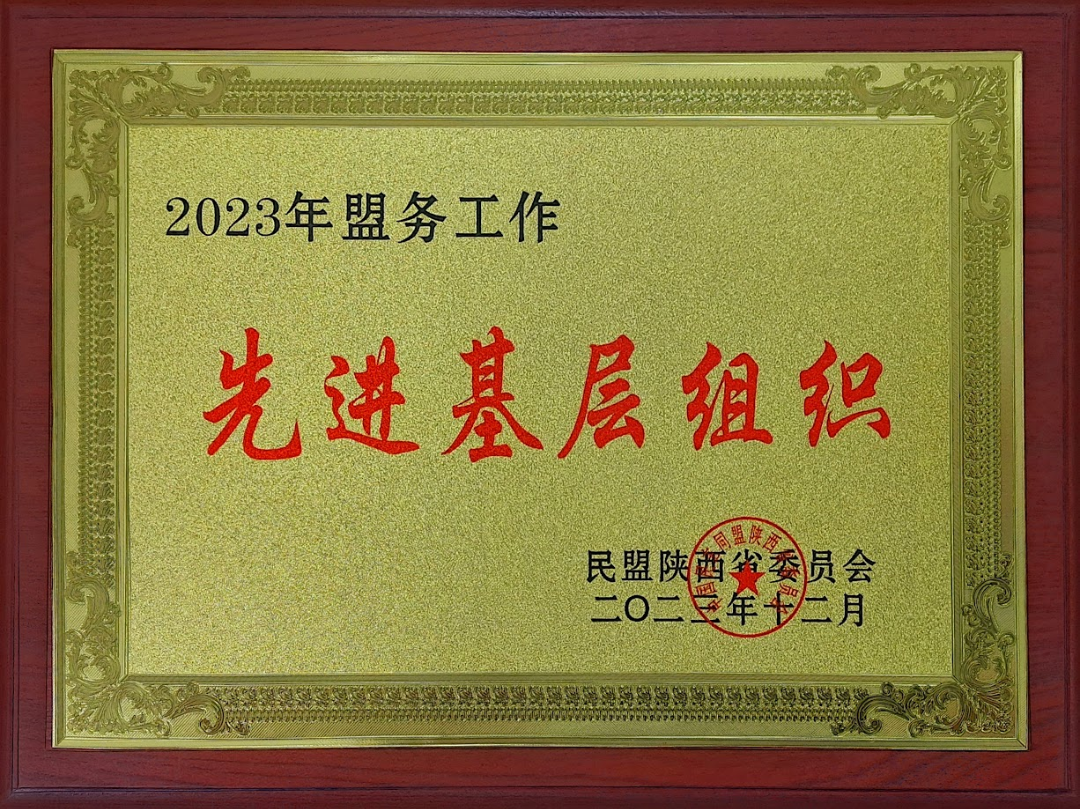 2023年盟务工作
先进基层组织
民盟陕西省委员会
二〇二三年十二月